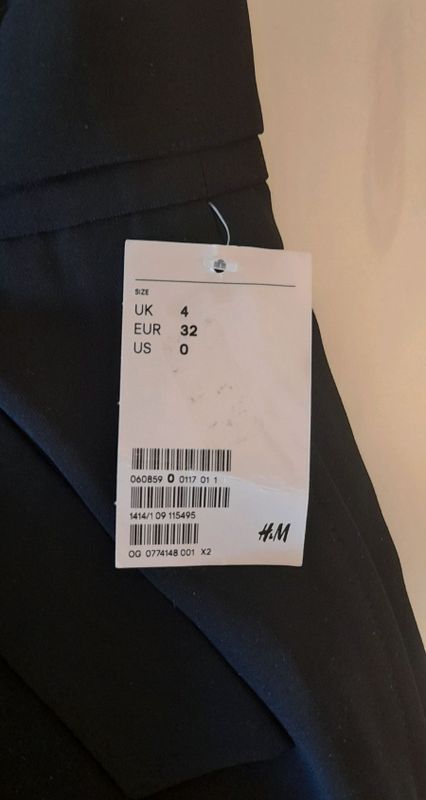 SIZE
UK 4
EUR 32
US 0
060859 0 0117 01 1
1414/1 09 115495
H&M
OG 0774148 001 X2